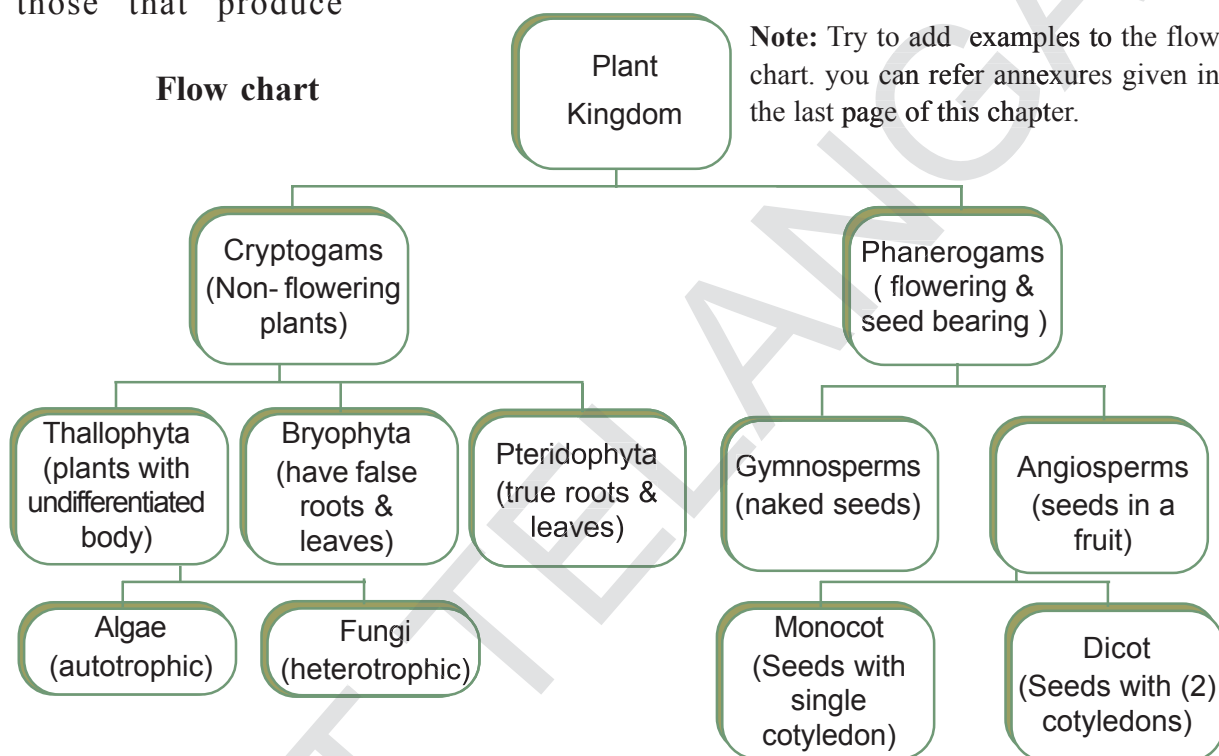 those that produce
Flow chart
Note: Try to add examples to the flow
chart. you can refer annexures given in
the last page of this chapter.
Plant
Kingdom
Cryptogams
(Non- flowering
plants)
Phanerogams
( flowering &
seed bearing )
Thallophyta
(plants with
undifferentiated
body)
Bryophyta
(have false
roots &
leaves)
Pteridophyta
(true roots &
leaves)
Gymnosperms
(naked seeds)
Angiosperms
(seeds in a
fruit)
Algae
(autotrophic)
Fungi
(heterotrophic)
Monocot
(Seeds with
single
cotyledon)
Dicot
(Seeds with (2)
cotyledons)
T TELANGA